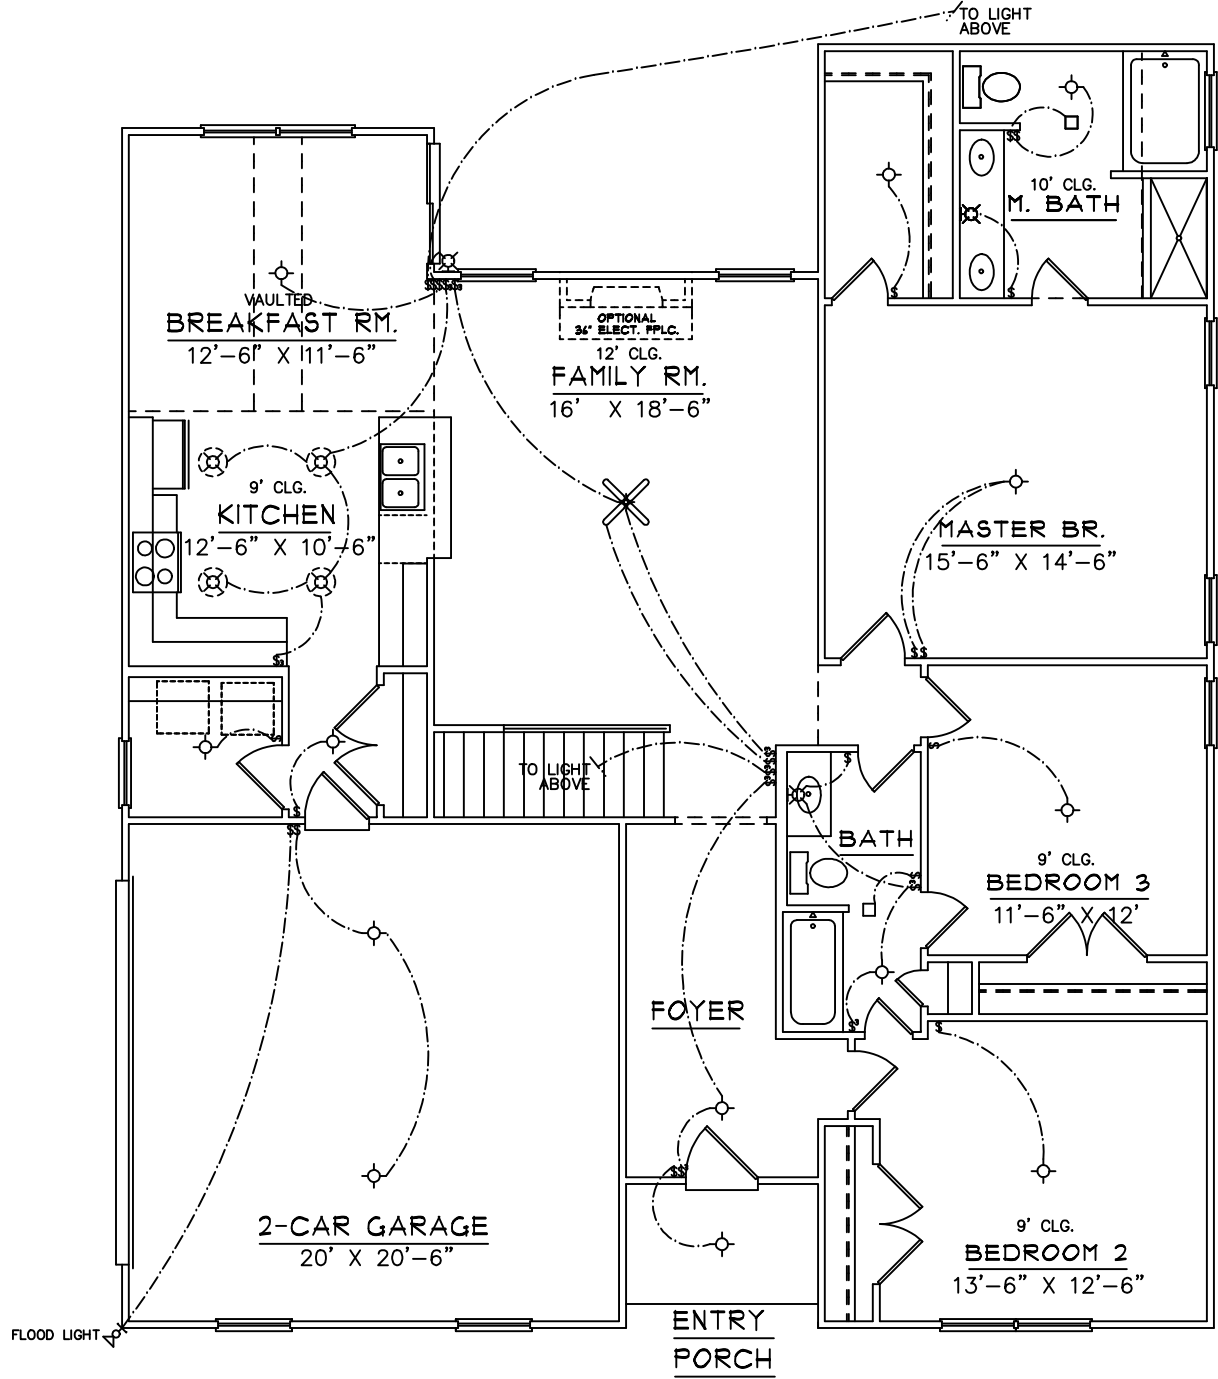 TO LIGHT
ABOVE
10' CLG.
M. BATH
VAULTED
BREAKFAST RM.
12'-6" X 11'-6"
OPTIONAL
36" ELECT. FPLC.
12' CLG.
FAMILY RM.
16' X 18'-6"
9' CLG.
KITCHEN
12'-6" X 10'-6"
MASTER BR.
15'-6" X 14'-6"
TO LIGHT
ABOVE
BATH
9' CLG.
BEDROOM 3
11'-6" X 12'
FOYER
2-CAR GARAGE
20' X 20'-6"
9' CLG.
BEDROOM 2
13'-6" X 12'-6"
FLOOD LIGHT
ENTRY
PORCH